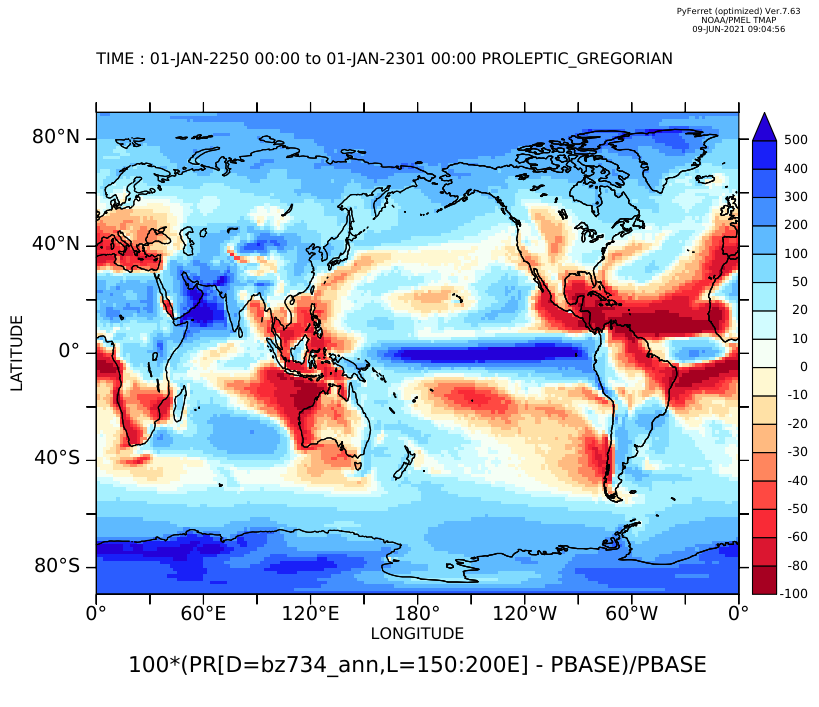 PyFerret (optimized) Ver.7.63
NOAA/PMEL TMAP
09-JUN-2021 09:04:56
TIME : 01-JAN-2250 00:00 to 01-JAN-2301 00:00 PROLEPTIC_GREGORIAN
80°N
40°N
0°
40°S
80°S
LATITUDE
500
400
300
200
100
50
20
10
0
-10
-20
-30
-40
-50
-60
-80
-100
0°
60°E
120°E
180°
120°W
60°W
0°
LONGITUDE
100*(PR[D=bz734_ann,L=150:200E] - PBASE)/PBASE